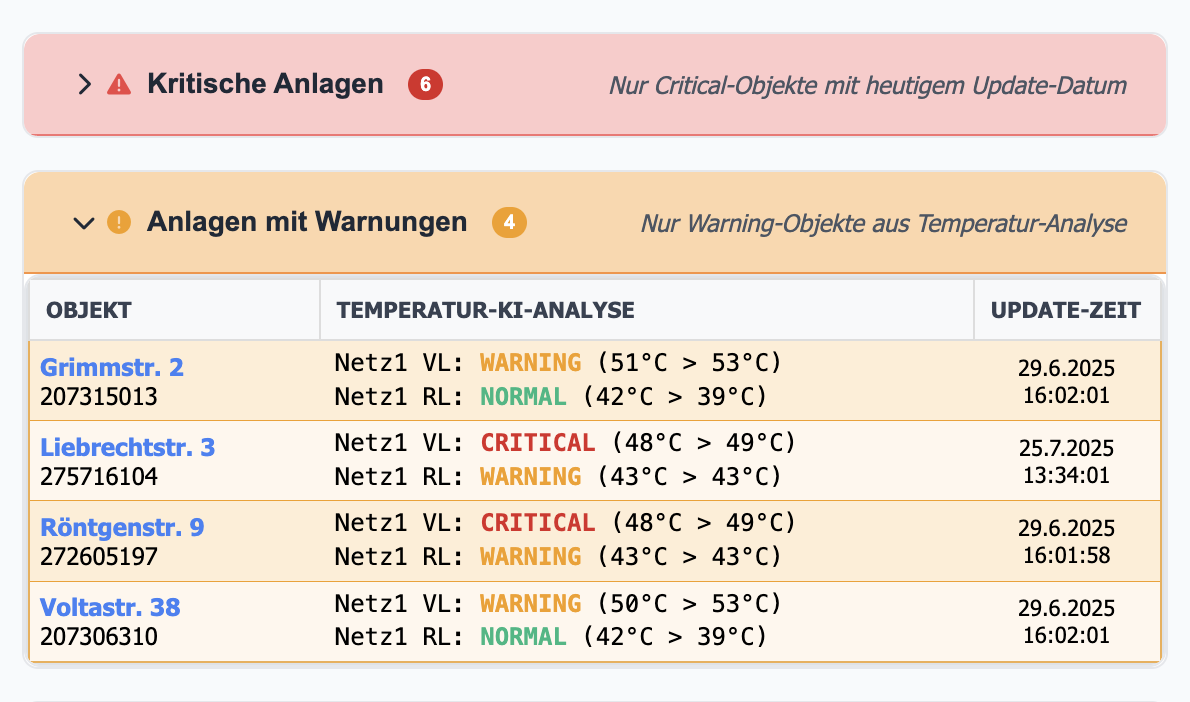 Kritische Anlagen 6 Nur Critical-Objekte mit heutigem Update-Datum
Anlagen mit Warnungen 4 Nur Warning-Objekte aus Temperatur-Analyse
OBJEKT TEMPERATUR-KI-ANALYSE UPDATE-ZEIT
Grimmstr. 2 Netz1 VL: WARNING (51°C > 53°C) 29.6.2025
207315013 Netz1 RL: NORMAL (42°C > 39°C) 16:02:01
Liebrechtstr. 3 Netz1 VL: CRITICAL (48°C > 49°C) 25.7.2025
275716104 Netz1 RL: WARNING (43°C > 43°C) 13:34:01
Röntgenstr. 9 Netz1 VL: CRITICAL (48°C > 49°C) 29.6.2025
272605197 Netz1 RL: WARNING (43°C > 43°C) 16:01:58
Voltastr. 38 Netz1 VL: WARNING (50°C > 53°C) 29.6.2025
207306310 Netz1 RL: NORMAL (42°C > 39°C) 16:02:01